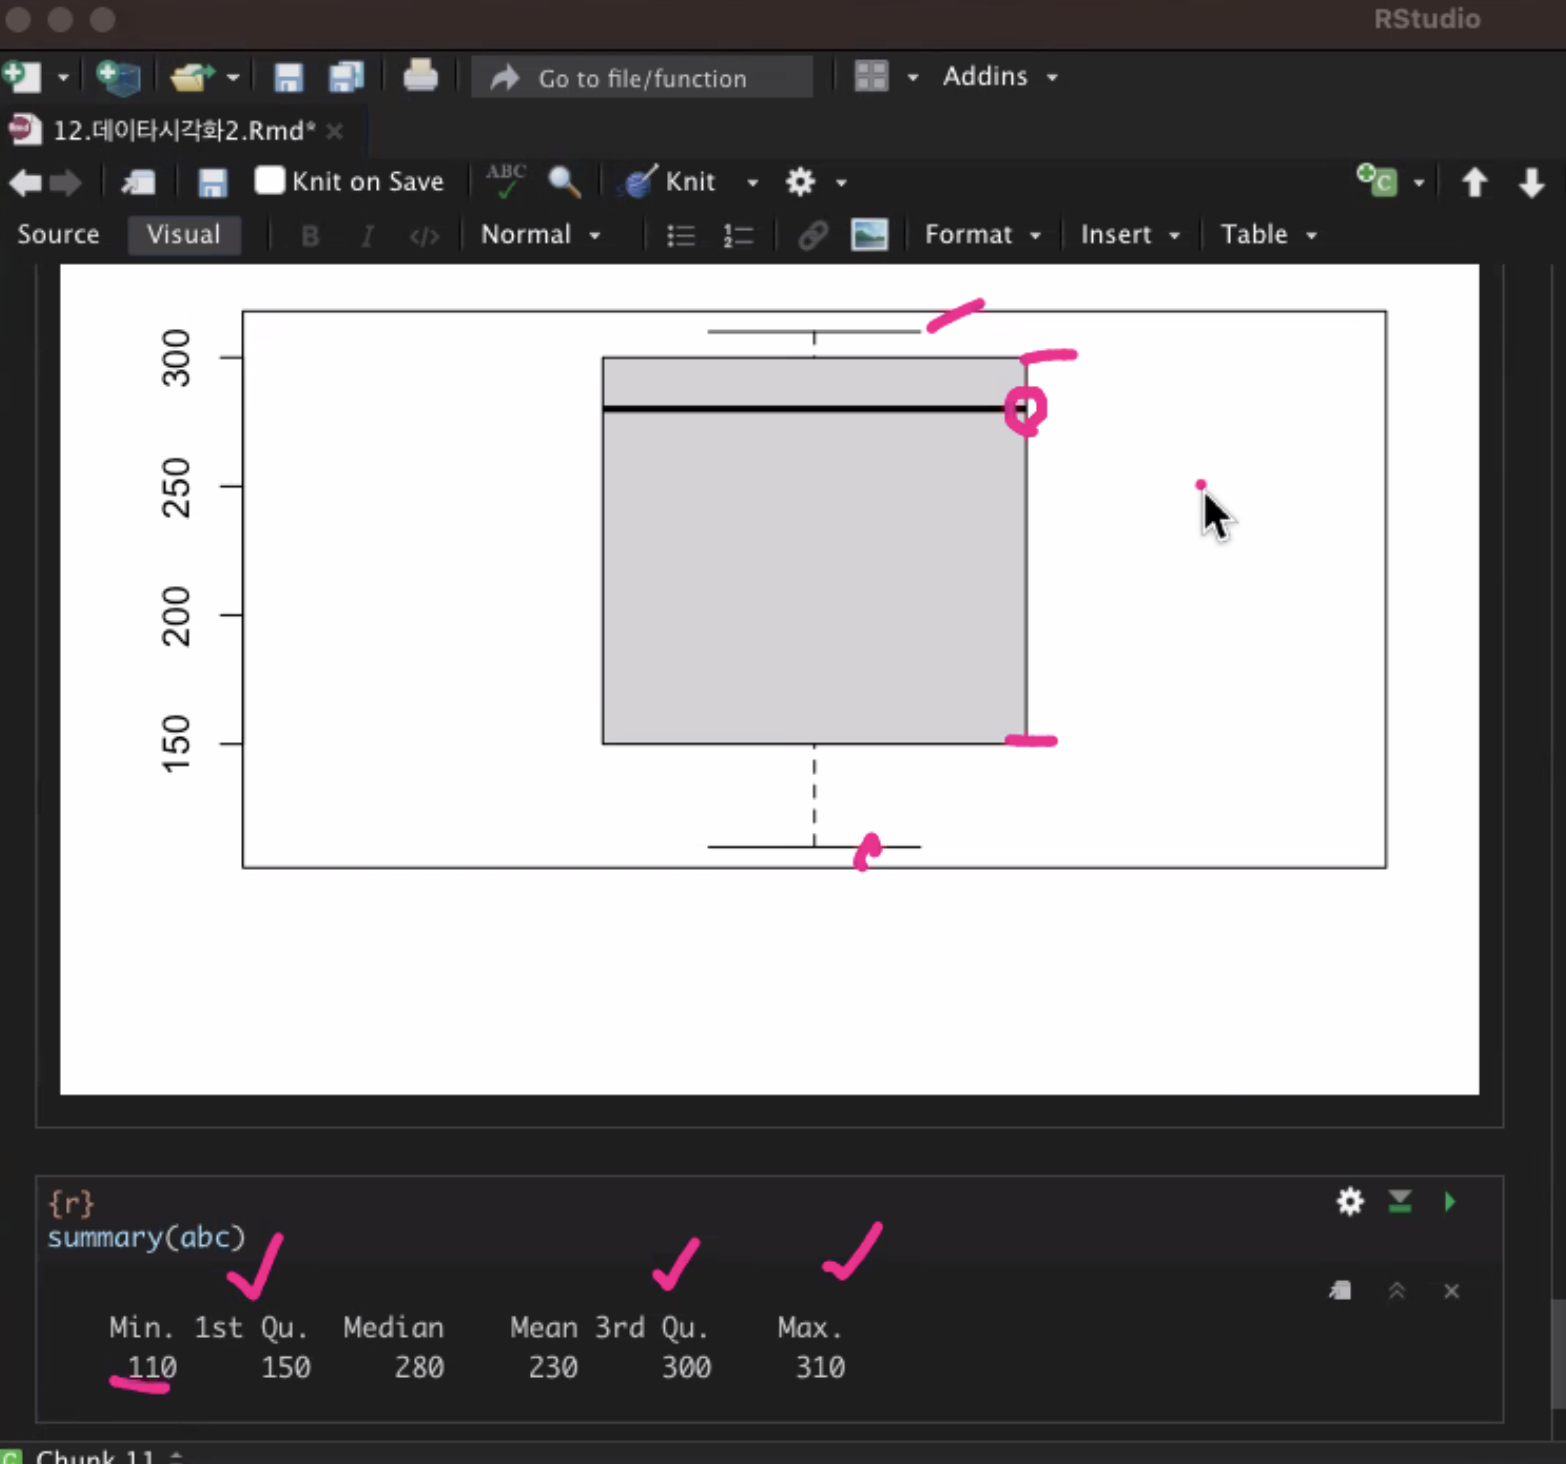 RStudio
Go to file/function Addins
12.데이타시각화2.Rmd*
Knit on Save ABC Knit
Source Visual B I </> Normal Format Insert Table
300
250
200
150
{r}
summary(abc)
Min. 1st Qu. Median Mean 3rd Qu. Max.
110 150 280 230 300 310
C Chunk 11